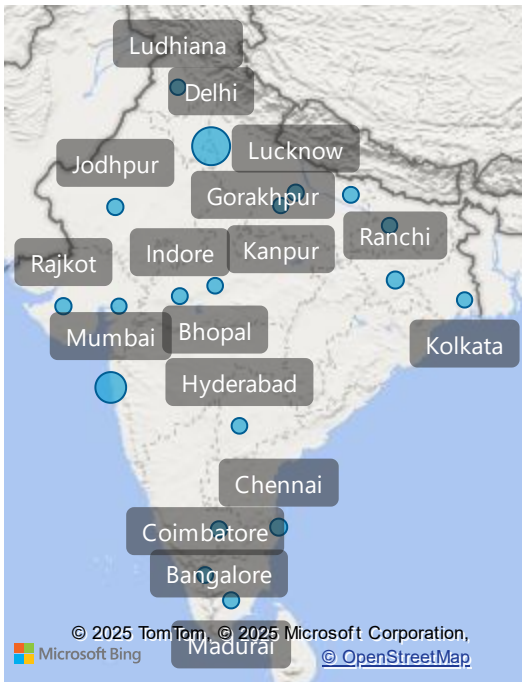 Ludhiana
Delhi
Lucknow
Jodhpur
Gorakhpur
Ranchi
Indore
Kanpur
Rajkot
Mumbai
Bhopal
Kolkata
Hyderabad
Chennai
Coimbatore
Bangalore
© 2025 TomTom, © 2025 Microsoft Corporation,
Madurai
Microsoft Bing
© OpenStreetMap